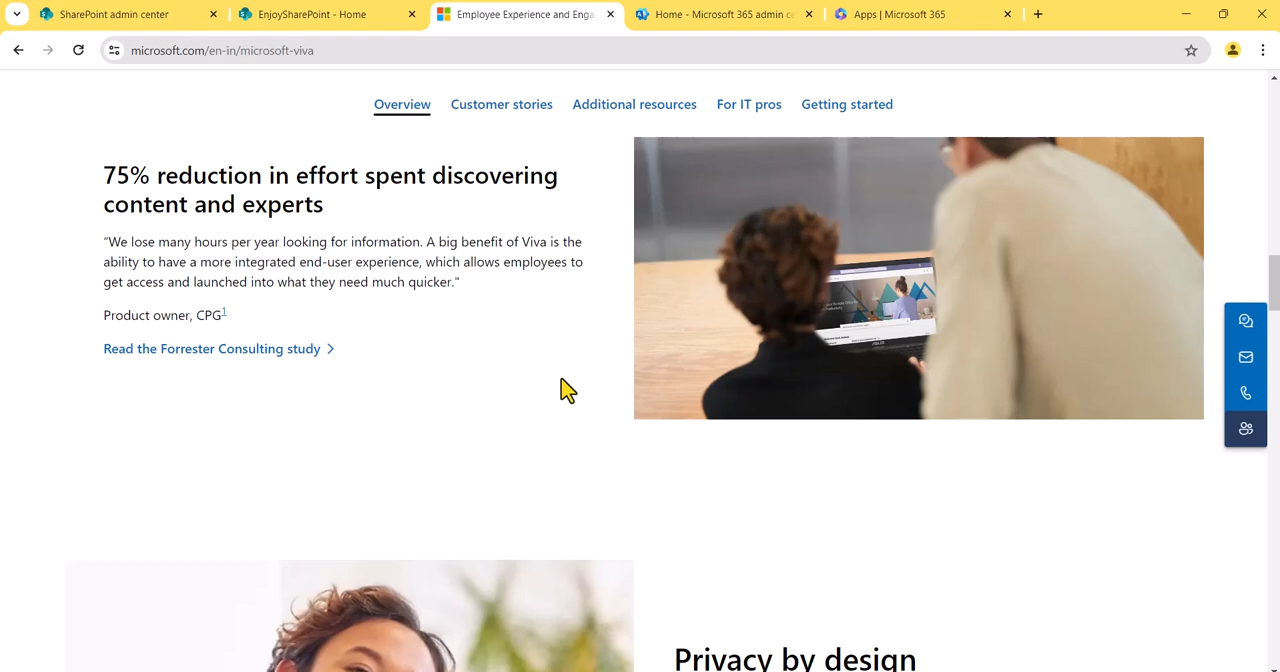 SharePoint admin center
EnjoySharePoint - Home
Employee Experience and Enga
Home - Microsoft 365 admin ce
Apps | Microsoft 365
microsoft.com/en-in/microsoft-viva
Overview
Customer stories
Additional resources
For IT pros
Getting started
75% reduction in effort spent discovering
content and experts
"We lose many hours per year looking for information. A big benefit of Viva is the
ability to have a more integrated end-user experience, which allows employees to
get access and launched into what they need much quicker."
Product owner, CPG1
Read the Forrester Consulting study
Privacy by design